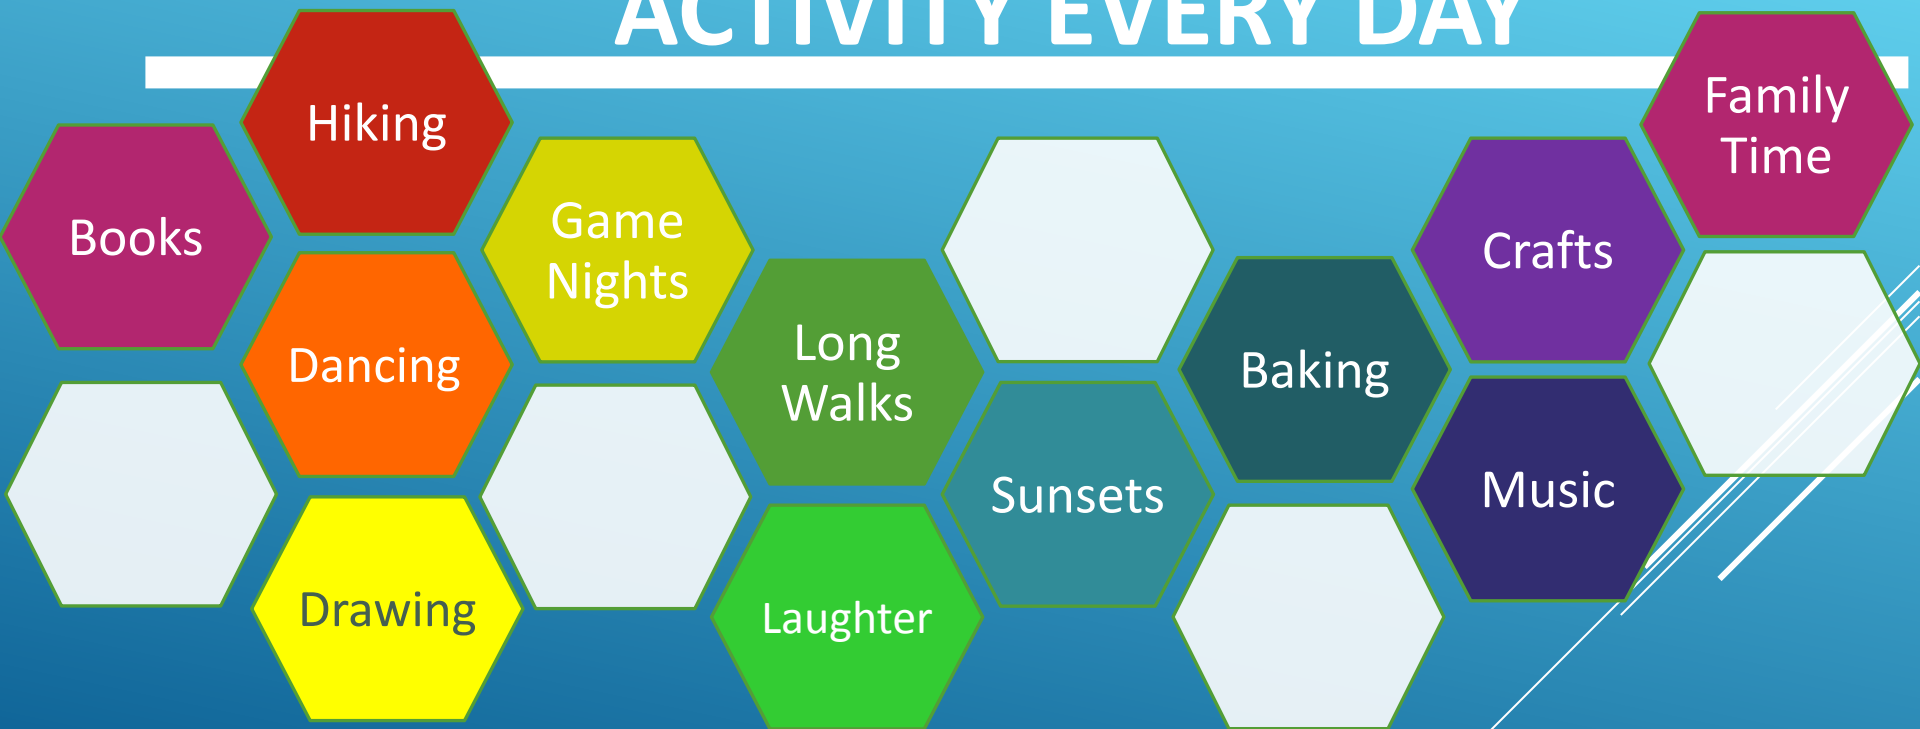 ACTIVITY EVERY DAY
Hiking
Family
Time
Books
Game
Nights
Crafts
Dancing
Long
Walks
Baking
Sunsets
Music
Drawing
Laughter